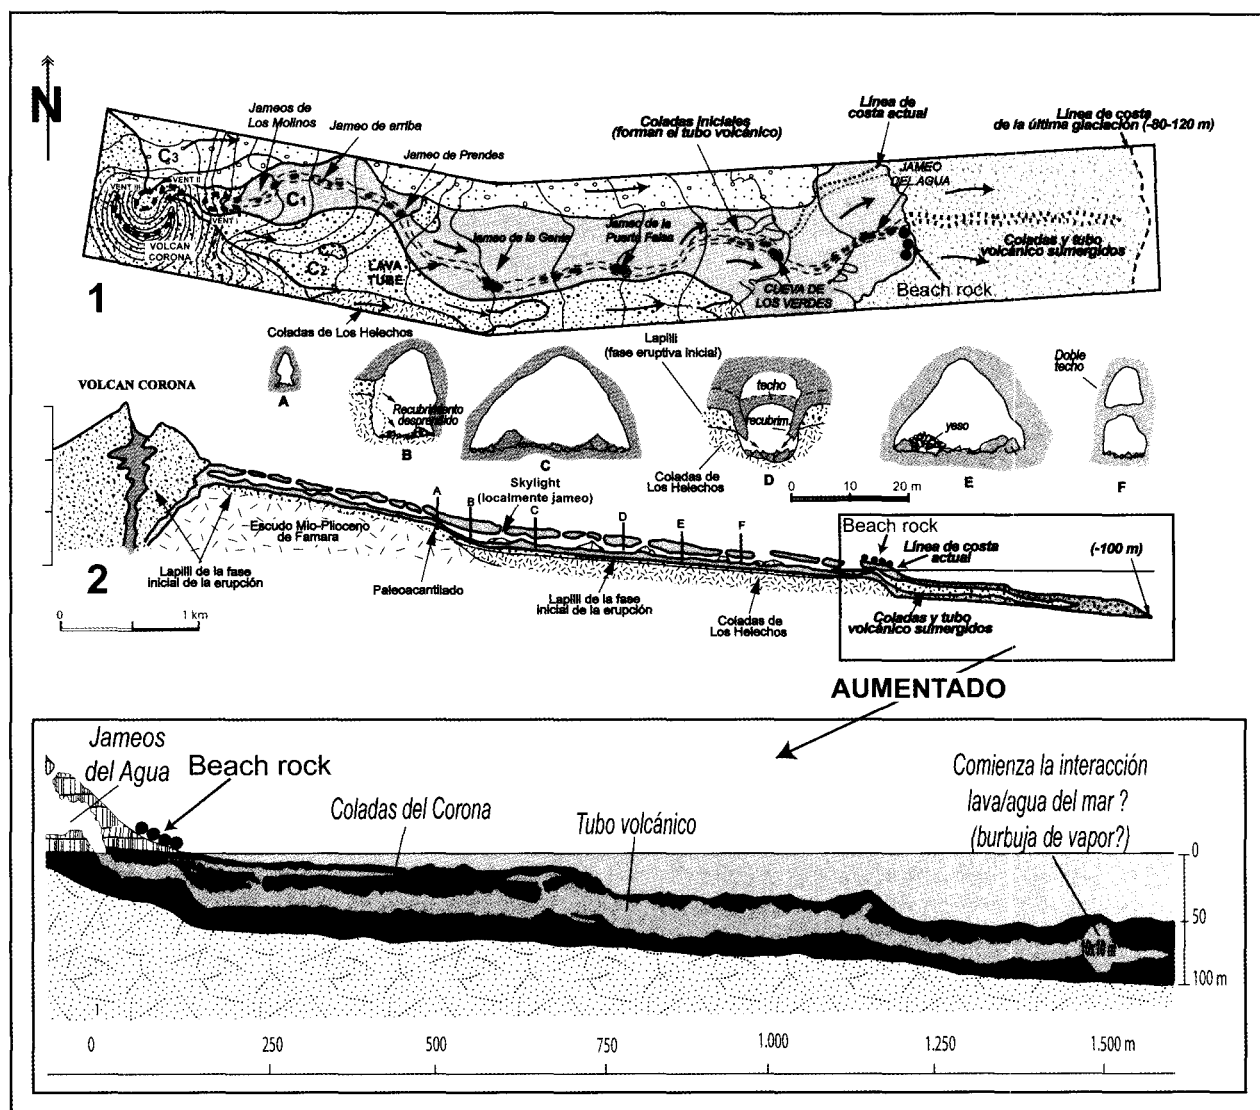 N
Jameos de
Los Molinos
Jameo de arriba
Jameo de Prendes
Coladas iniciales
(forman el tubo volcánico)
Línea de
costa actual
Línea de costa
de la última glaciación (-80-120 m)
C3
VENT III
VENT II
VENT I
C1
VOLCAN
CORONA
C2
LAVA
TUBE
Jameo de la Gente
Jameo de la
Puerta Falsa
JAMEO
DEL AGUA
CUEVA DE
LOS VERDES
Coladas y tubo
volcánico sumergidos
Beach rock
1
Coladas de Los Helechos
VOLCAN CORONA
A
Recubrimiento
desprendido
B
C
Lapilli
(fase eruptiva inicial)
techo
recubrim.
Coladas de
Los Helechos
D
yeso
E
Doble
techo
F
0 10 20 m
Skylight
(localmente jameo)
A
B
C
D
E
F
Escudo Mio-Plioceno
de Famara
Lapilli de la fase
inicial de la erupción
Paleoacantilado
Lapilli de la fase
inicial de la erupción
Coladas de
Los Helechos
Beach rock
Línea de costa
actual
(-100 m)
Coladas y tubo
volcánico sumergidos
2
0 1 km
AUMENTADO
Jameos
del Agua
Beach rock
Coladas del Corona
Tubo volcánico
Comienza la interacción
lava/agua del mar ?
(burbuja de vapor?)
0
50
100 m
0 250 500 750 1.000 1.250 1.500 m